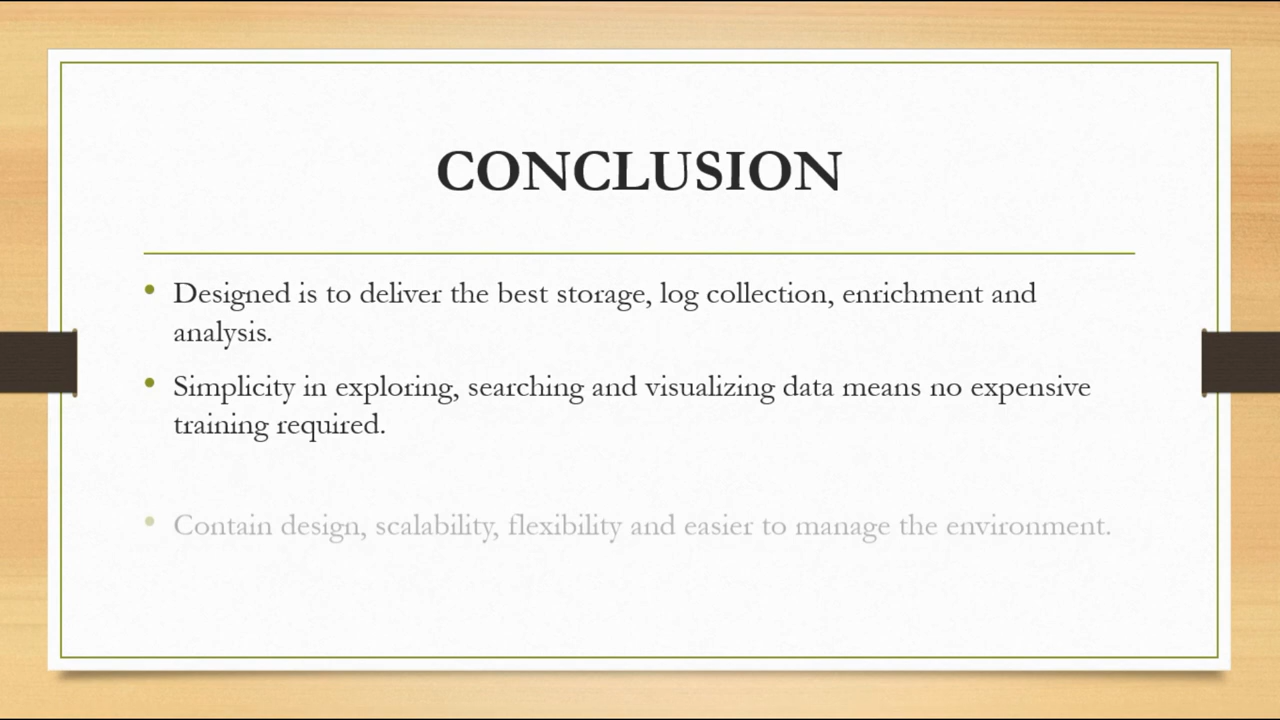 CONCLUSION
• Designed is to deliver the best storage, log collection, enrichment and
analysis.
• Simplicity in exploring, searching and visualizing data means no expensive
training required.
• Contain design, scalability, flexibility and easier to manage the environment.